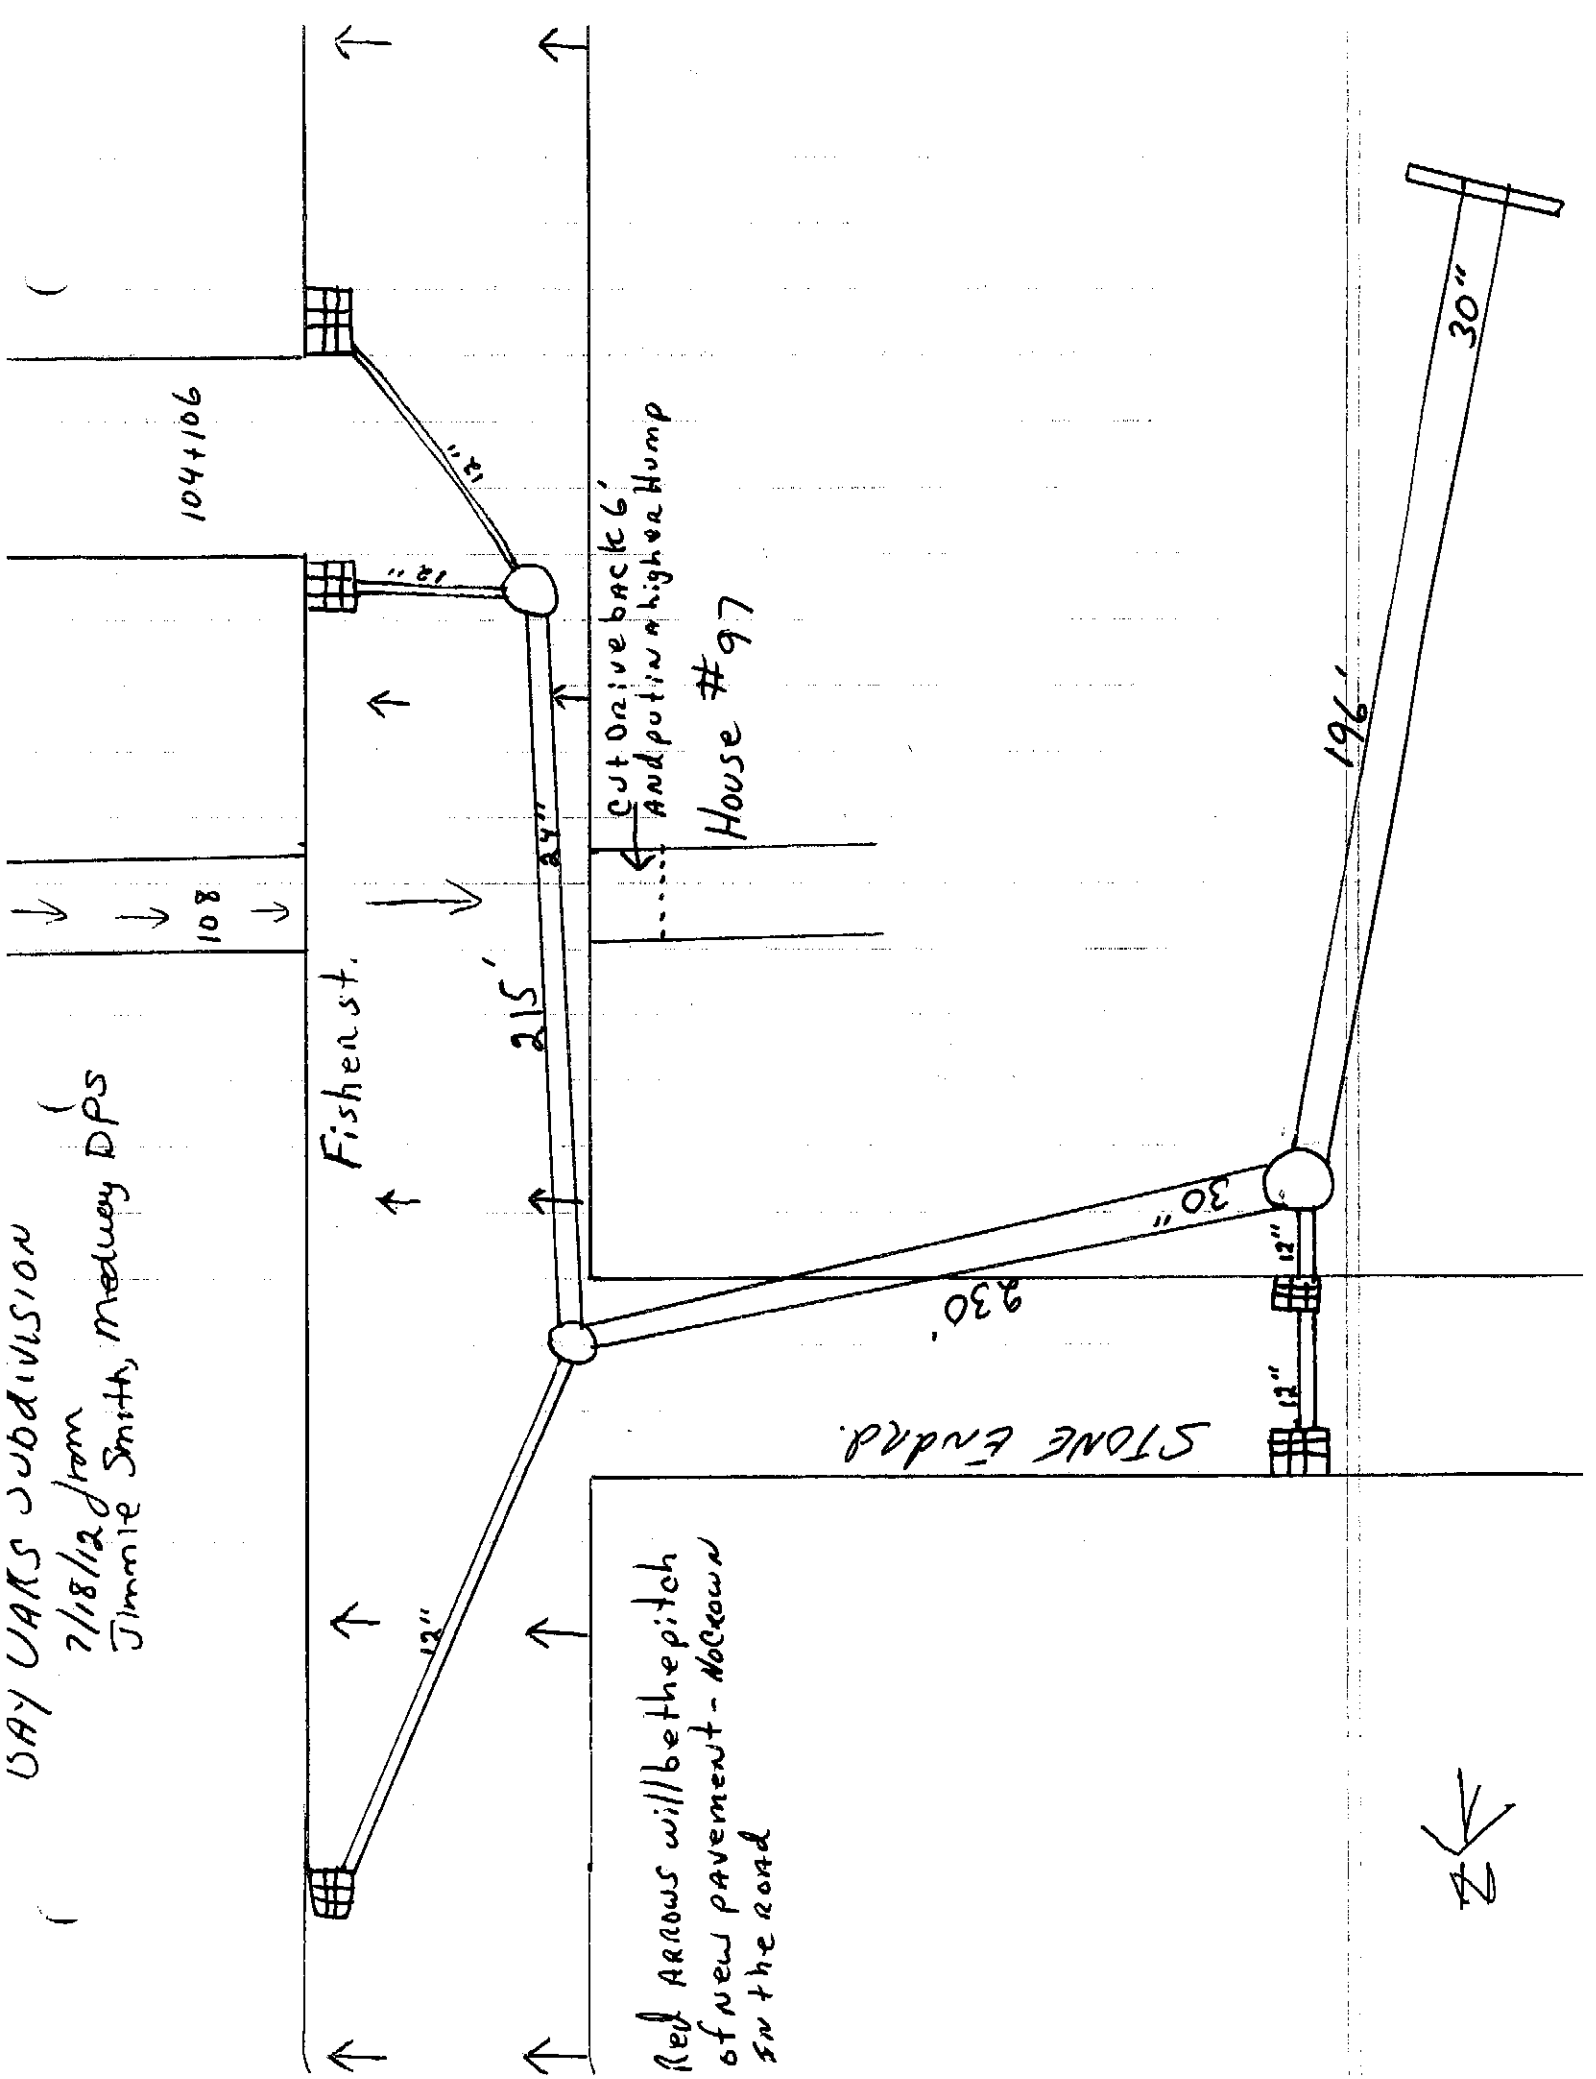 SUBDIVISION
7/18/12 from
Jimmie Smith, Medway DPS
104+106
108
Fisher st.
12"
12"
12"
24"
215'
Cut Drive back 6'
And put in a higher Hump
House #97
30"
230'
STONE End Rd.
12"
12"
196'
30"
Red Arrows will be the pitch
of New pavement - No Crown
In the Road
N